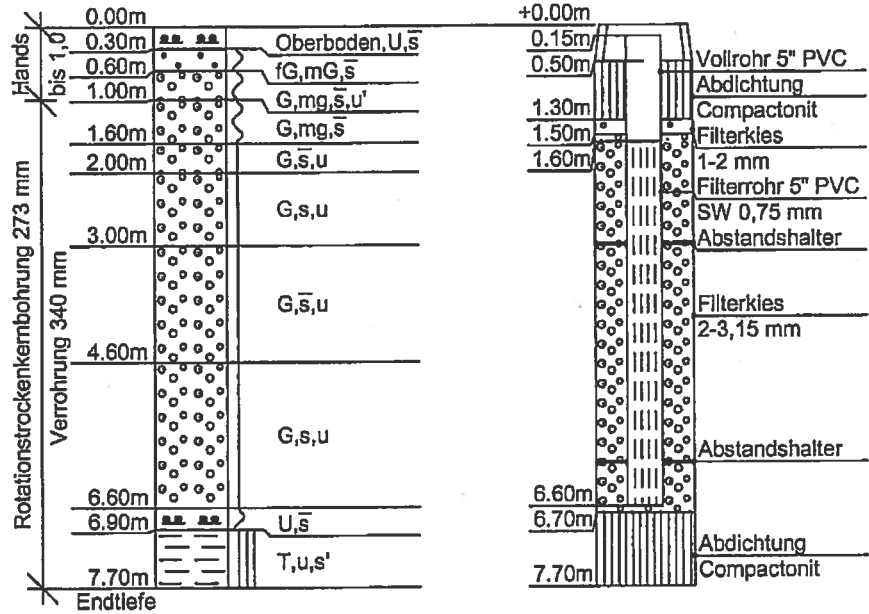 0.00m
0.30m
0.60m
1.00m
1.60m
2.00m
3.00m
4.60m
6.60m
6.90m
7.70m
Endtiefe
Hands
bis 1,0
Rotationstrockenkernbohrung 273 mm
Verrohrung 340 mm
Oberboden,U,s̅
fG,mG,s̅
G,mg,s̅,u'
G,mg,s̅
G,s̅,u
G,s,u
G,s̅,u
G,s,u
U,s̅
T,u,s'
+0.00m
0.15m
0.50m
1.30m
1.50m
1.60m
6.60m
6.70m
7.70m
Vollrohr 5" PVC
Abdichtung
Compactonit
Filterkies
1-2 mm
Filterrohr 5" PVC
SW 0,75 mm
Abstandshalter
Filterkies
2-3,15 mm
Abstandshalter
Abdichtung
Compactonit